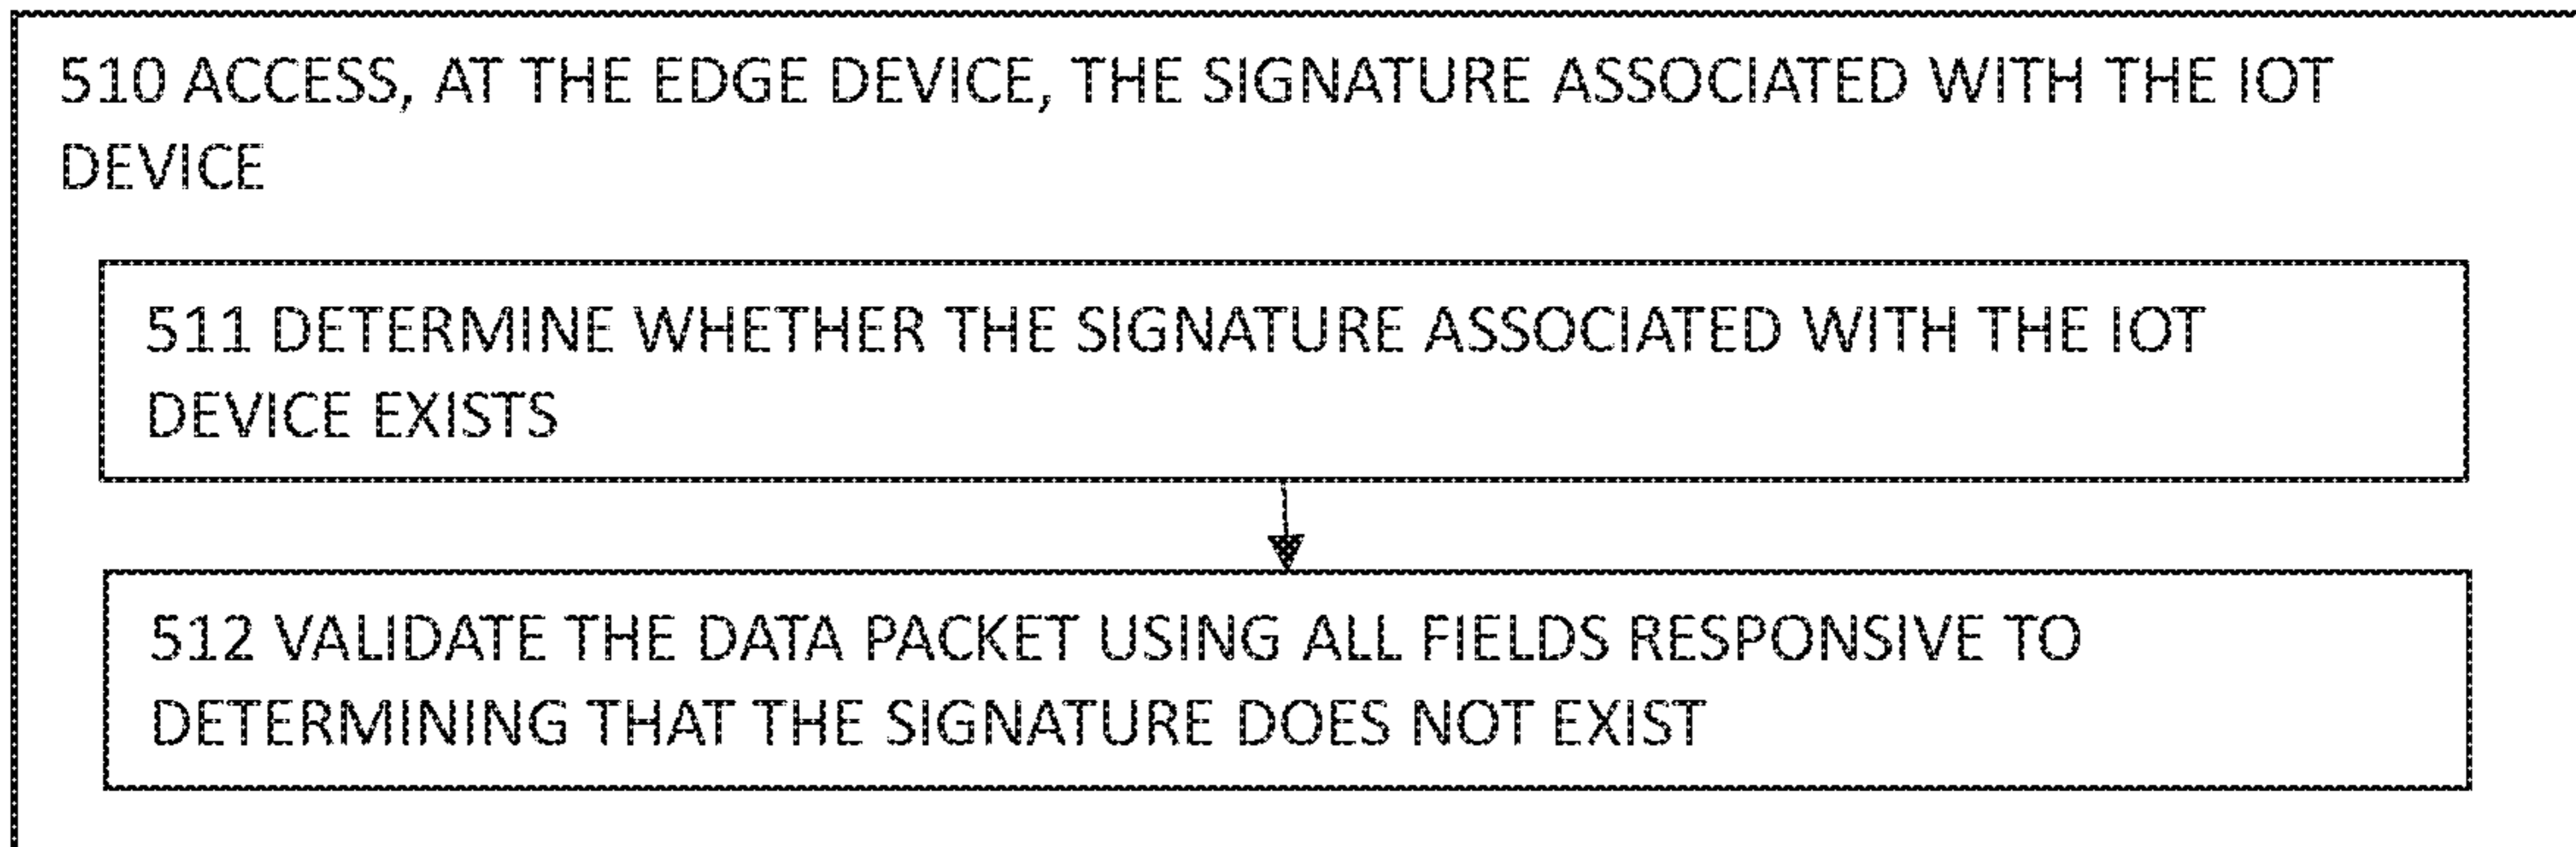 510 ACCESS, AT THE EDGE DEVICE, THE SIGNATURE ASSOCIATED WITH THE IOT
DEVICE
511 DETERMINE WHETHER THE SIGNATURE ASSOCIATED WITH THE IOT
DEVICE EXISTS
512 VALIDATE THE DATA PACKET USING ALL FIELDS RESPONSIVE TO
DETERMINING THAT THE SIGNATURE DOES NOT EXIST